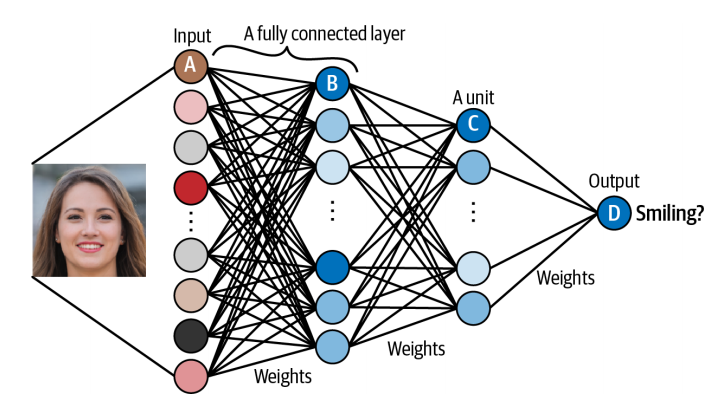 Input
A fully connected layer
A
B
A unit
C
Output
D
Smiling?
Weights
Weights
Weights